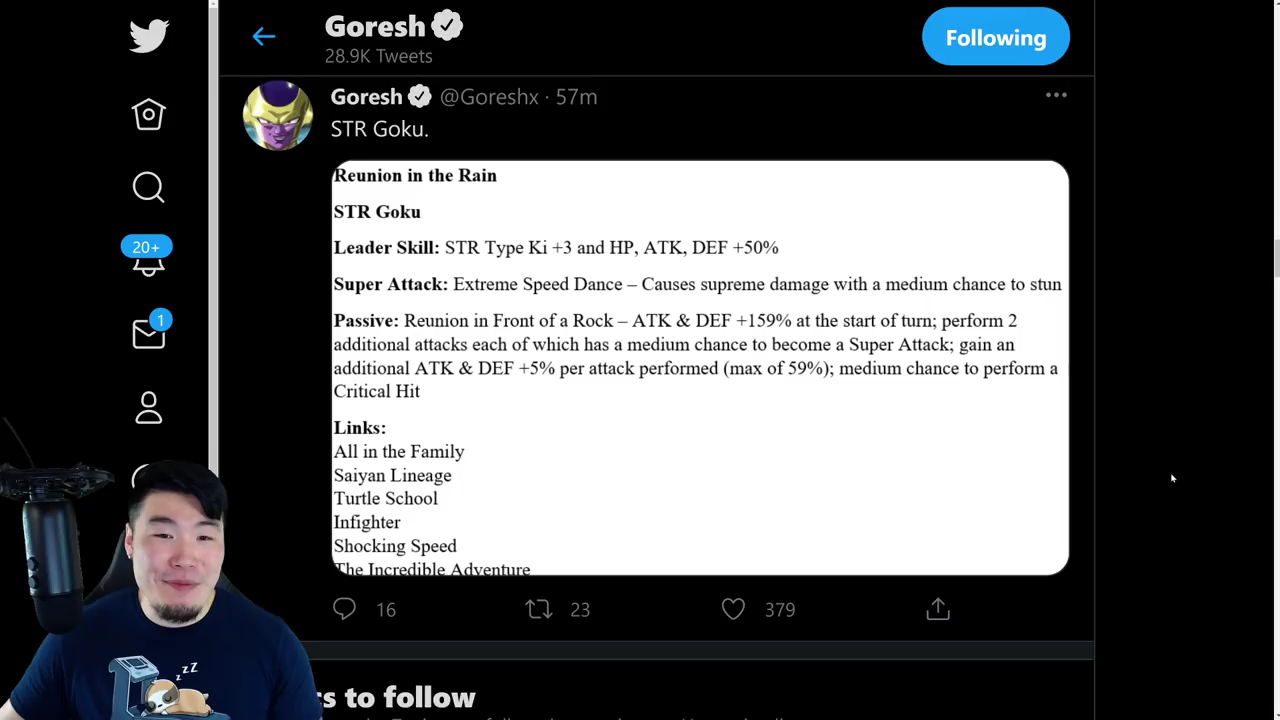 Goresh
28.9K Tweets
Following
Goresh @Goreshx · 57m
STR Goku.
Reunion in the Rain
STR Goku
Leader Skill: STR Type Ki +3 and HP, ATK, DEF +50%
Super Attack: Extreme Speed Dance – Causes supreme damage with a medium chance to stun
Passive: Reunion in Front of a Rock – ATK & DEF +159% at the start of turn; perform 2
additional attacks each of which has a medium chance to become a Super Attack; gain an
additional ATK & DEF +5% per attack performed (max of 59%); medium chance to perform a
Critical Hit
Links:
All in the Family
Saiyan Lineage
Turtle School
Infighter
Shocking Speed
The Incredible Adventure
16 23 379
20+
1
zZZ
to follow